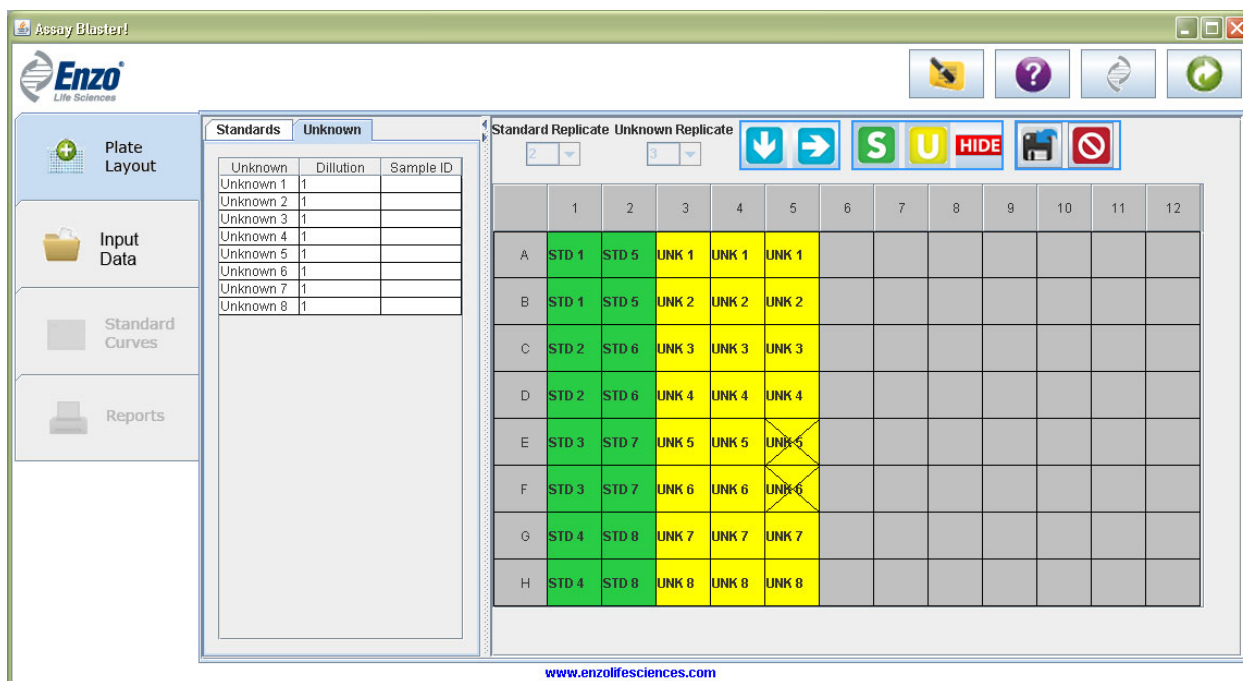 Assay Blaster!
Enzo
Life Sciences
Plate
Layout
Input
Data
Standard
Curves
Reports
Standards Unknown
Unknown Dillution Sample ID
Unknown 1 1
Unknown 2 1
Unknown 3 1
Unknown 4 1
Unknown 5 1
Unknown 6 1
Unknown 7 1
Unknown 8 1
Standard Replicate Unknown Replicate
2 3 S U HIDE
1 2 3 4 5 6 7 8 9 10 11 12
A STD 1 STD 5 UNK 1 UNK 1 UNK 1
B STD 1 STD 5 UNK 2 UNK 2 UNK 2
C STD 2 STD 6 UNK 3 UNK 3 UNK 3
D STD 2 STD 6 UNK 4 UNK 4 UNK 4
E STD 3 STD 7 UNK 5 UNK 5 UNK 5
F STD 3 STD 7 UNK 6 UNK 6 UNK 6
G STD 4 STD 8 UNK 7 UNK 7 UNK 7
H STD 4 STD 8 UNK 8 UNK 8 UNK 8
www.enzolifesciences.com